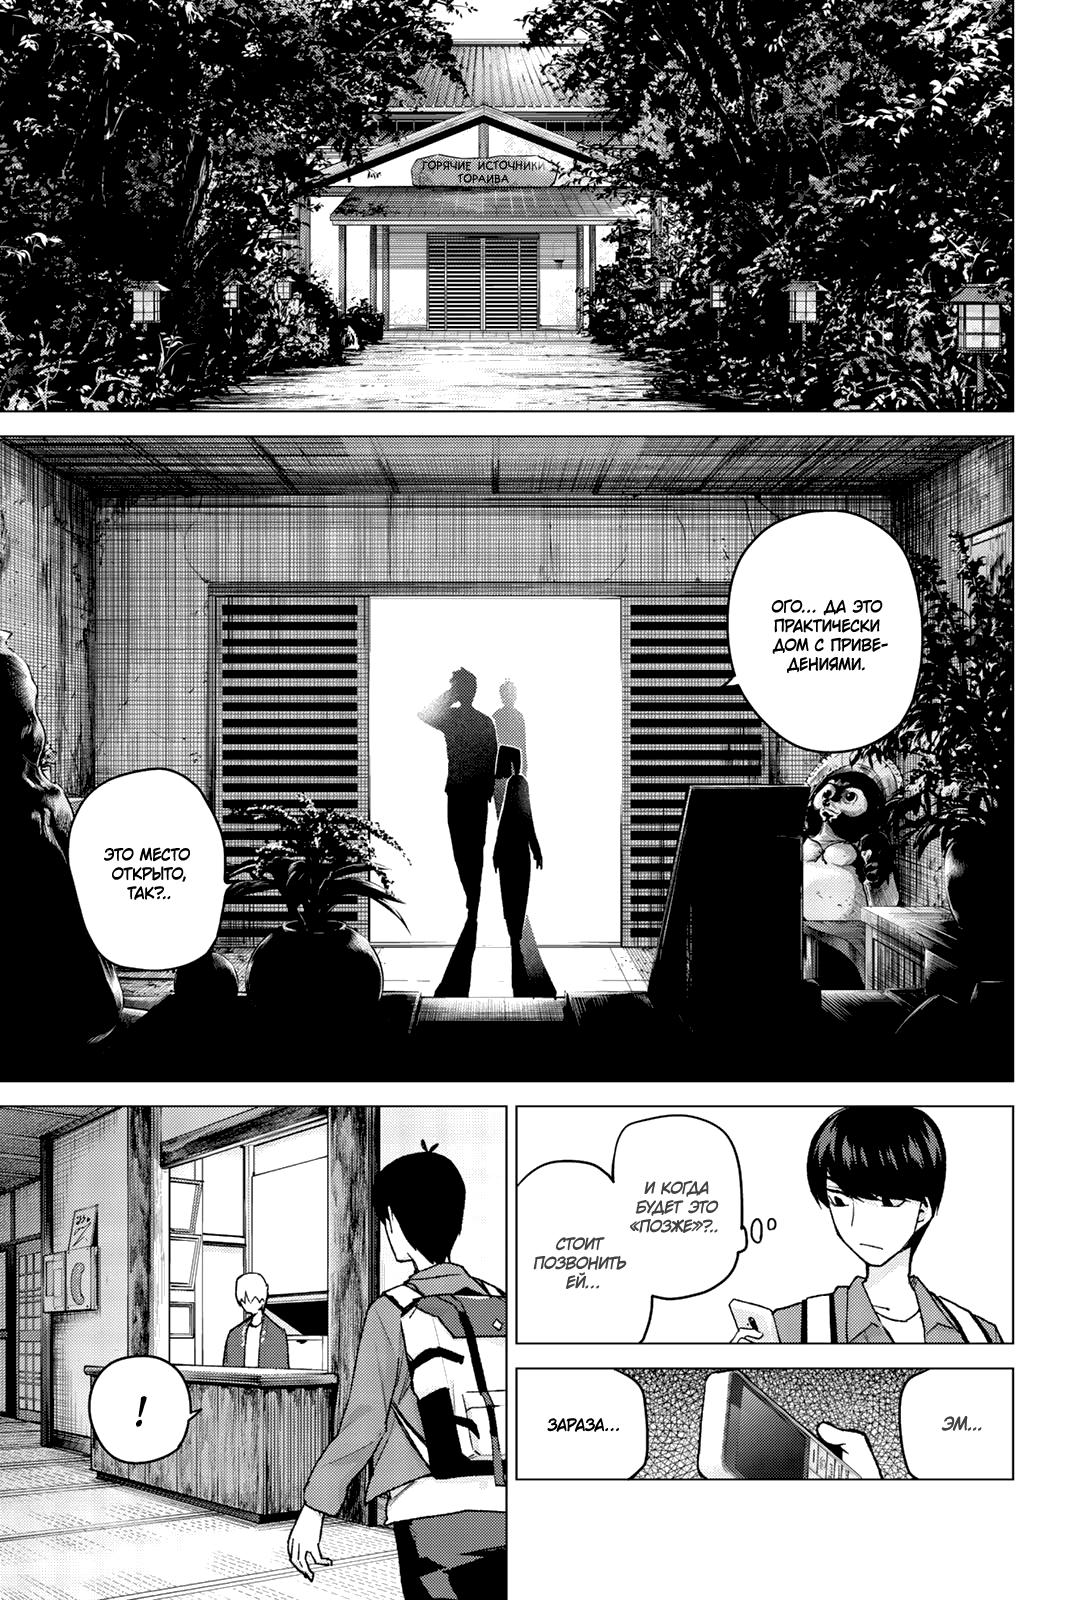 ГОРЯЧИЕ ИСТОЧНИКИ
ТОРАИВА
ОГО... ДА ЭТО
ПРАКТИЧЕСКИ
ДОМ С ПРИВЕ-
ДЕНИЯМИ.
ЭТО МЕСТО
ОТКРЫТО,
ТАК?..
И КОГДА
БУДЕТ ЭТО
«ПОЗЖЕ»?..
СТОИТ
ПОЗВОНИТЬ
ЕЙ...
ЭМ...
ЗАРАЗА...
!